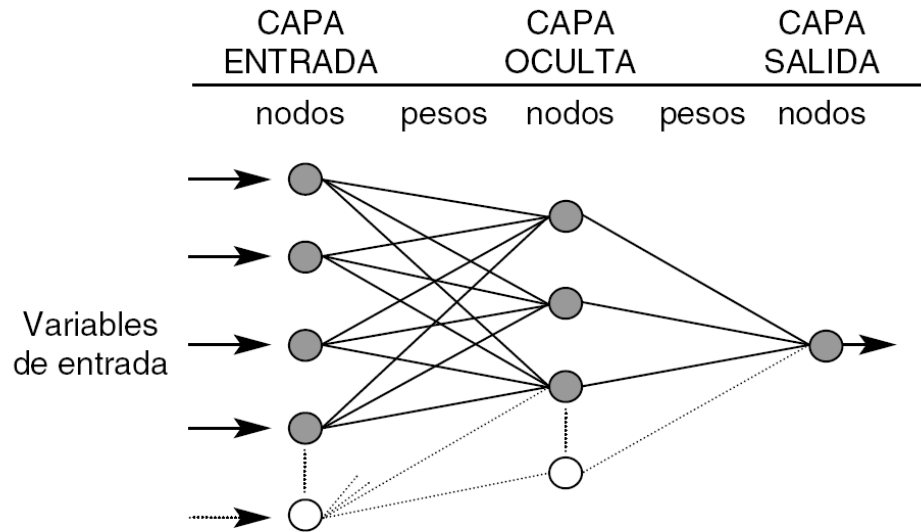 CAPA CAPA CAPA
ENTRADA OCULTA SALIDA
nodos pesos nodos pesos nodos
Variables
de entrada